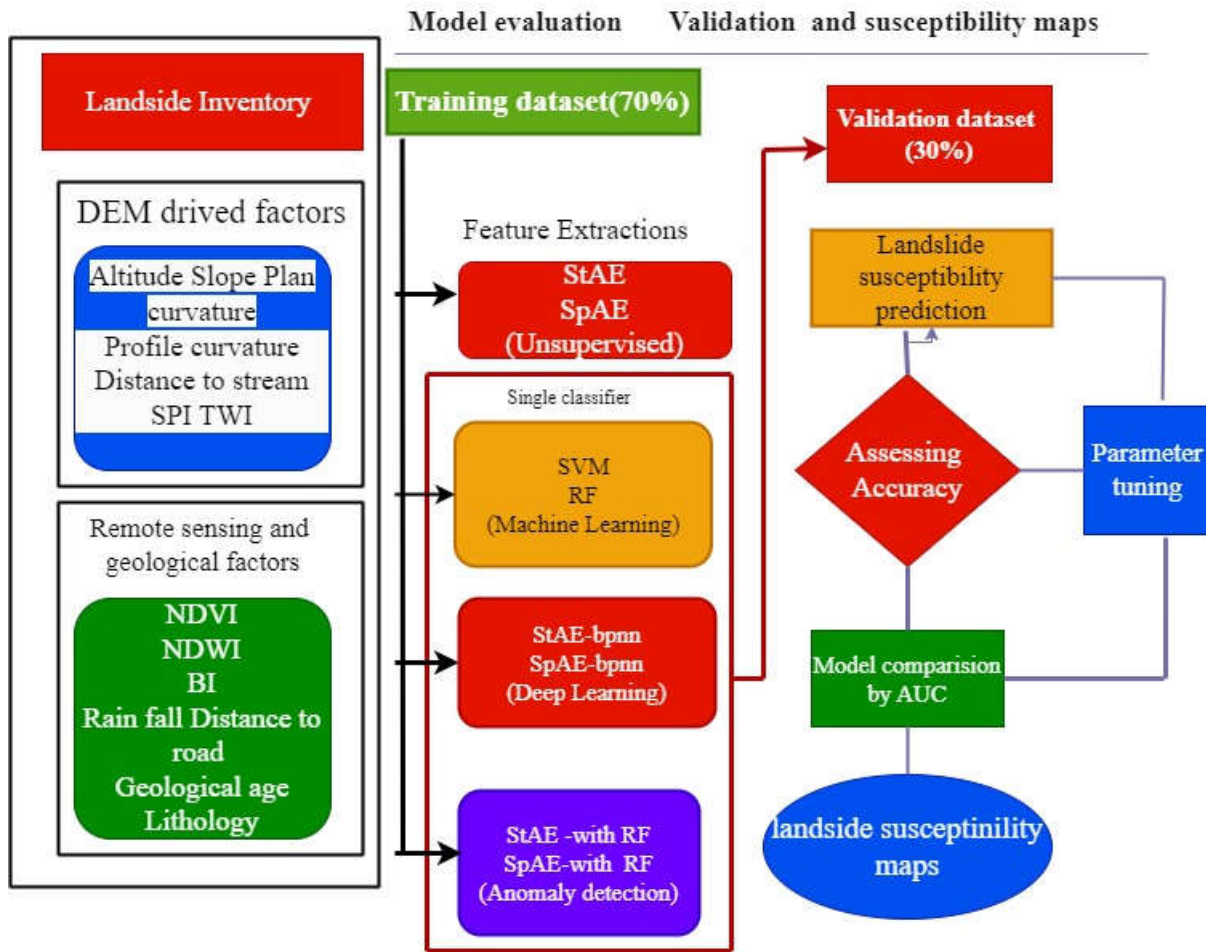 Model evaluation
Validation and susceptibility maps
Landside Inventory
DEM drived factors
Altitude Slope Plan
curvature
Profile curvature
Distance to stream
SPI TWI
Remote sensing and
geological factors
NDVI
NDWI
BI
Rain fall Distance to
road
Geological age
Lithology
Training dataset(70%)
Feature Extractions
StAE
SpAE
(Unsupervised)
Single classifier
SVM
RF
(Machine Learning)
StAE-bpnn
SpAE-bpnn
(Deep Learning)
StAE -with RF
SpAE-with RF
(Anomaly detection)
Validation dataset
(30%)
Landslide
susceptibility
prediction
Assessing
Accuracy
Parameter
tuning
Model comparision
by AUC
landside susceptinility
maps